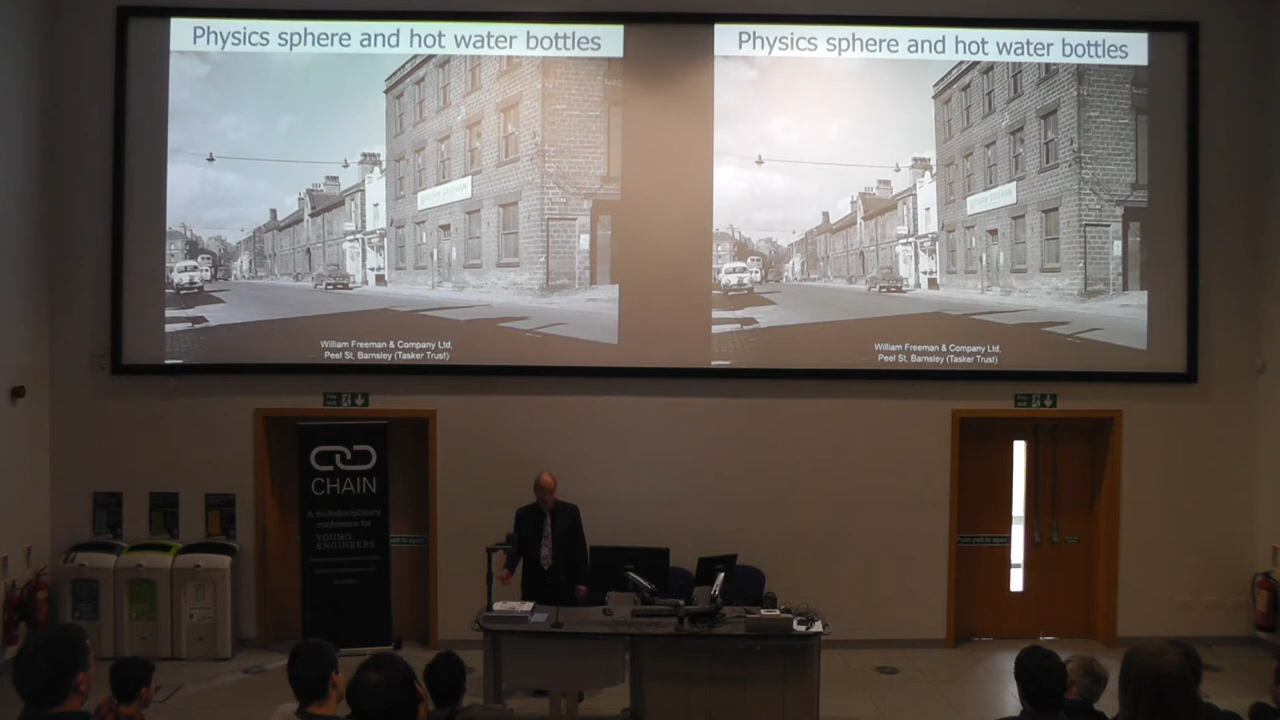 Physics sphere and hot water bottles
William Freeman & Company Ltd,
Peel St, Barnsley (Tasker Trust)
Physics sphere and hot water bottles
William Freeman & Company Ltd,
Peel St, Barnsley (Tasker Trust)
CHAIN
A multidisciplinary
conference for
YOUNG
ENGINEERS